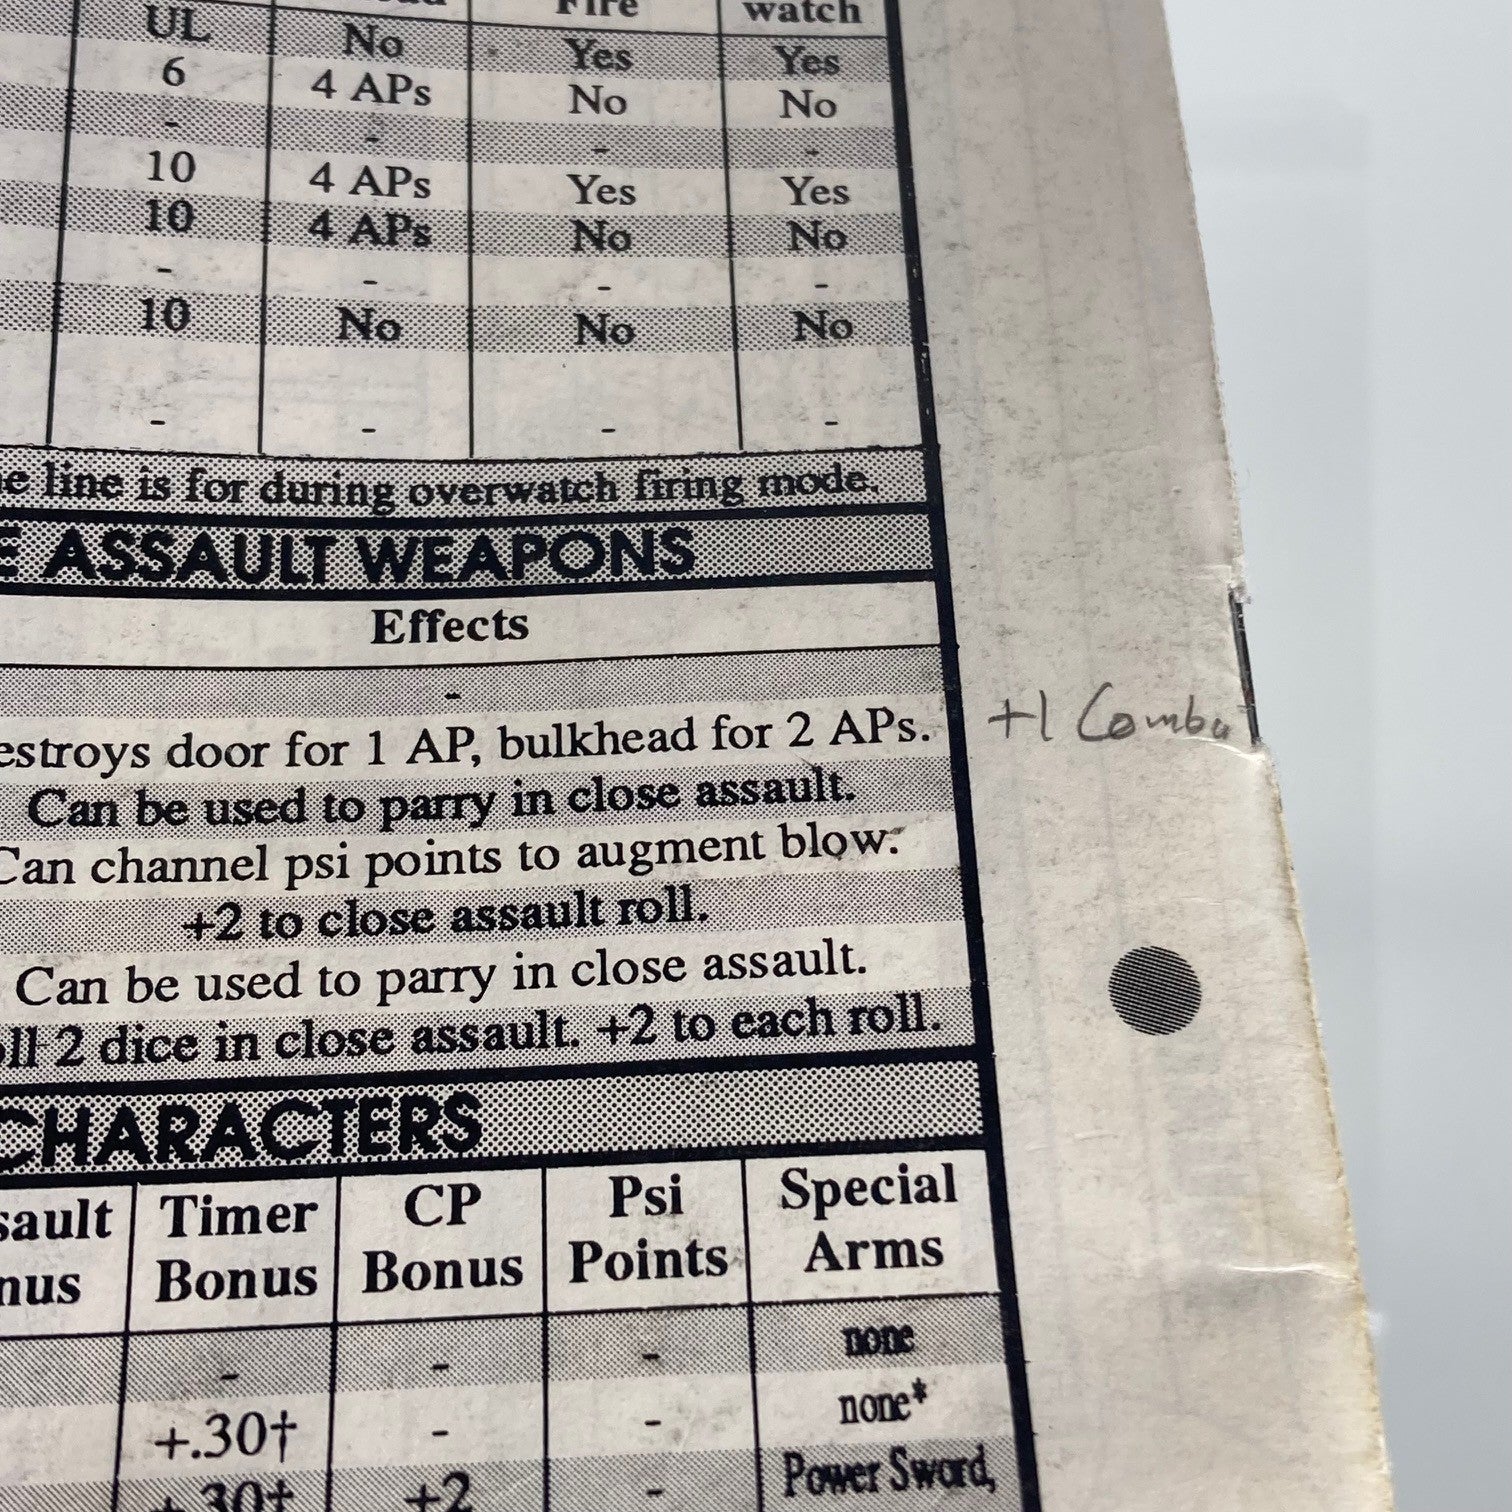 Fire watch
UL No Yes Yes
6 4 APs No No
- - - -
10 4 APs Yes Yes
10 4 APs No No
- - - -
10 No No No
- - - -
line is for during overwatch firing mode.
ASSAULT WEAPONS
Effects
-
estroys door for 1 AP, bulkhead for 2 APs. +1 Comba
Can be used to parry in close assault.
Can channel psi points to augment blow.
+2 to close assault roll.
Can be used to parry in close assault.
oll 2 dice in close assault. +2 to each roll.
CHARACTERS
sault Timer CP Psi Special
nus Bonus Bonus Points Arms
- - - none
+.30† - - none*
+.30† +2 - Power Sword,